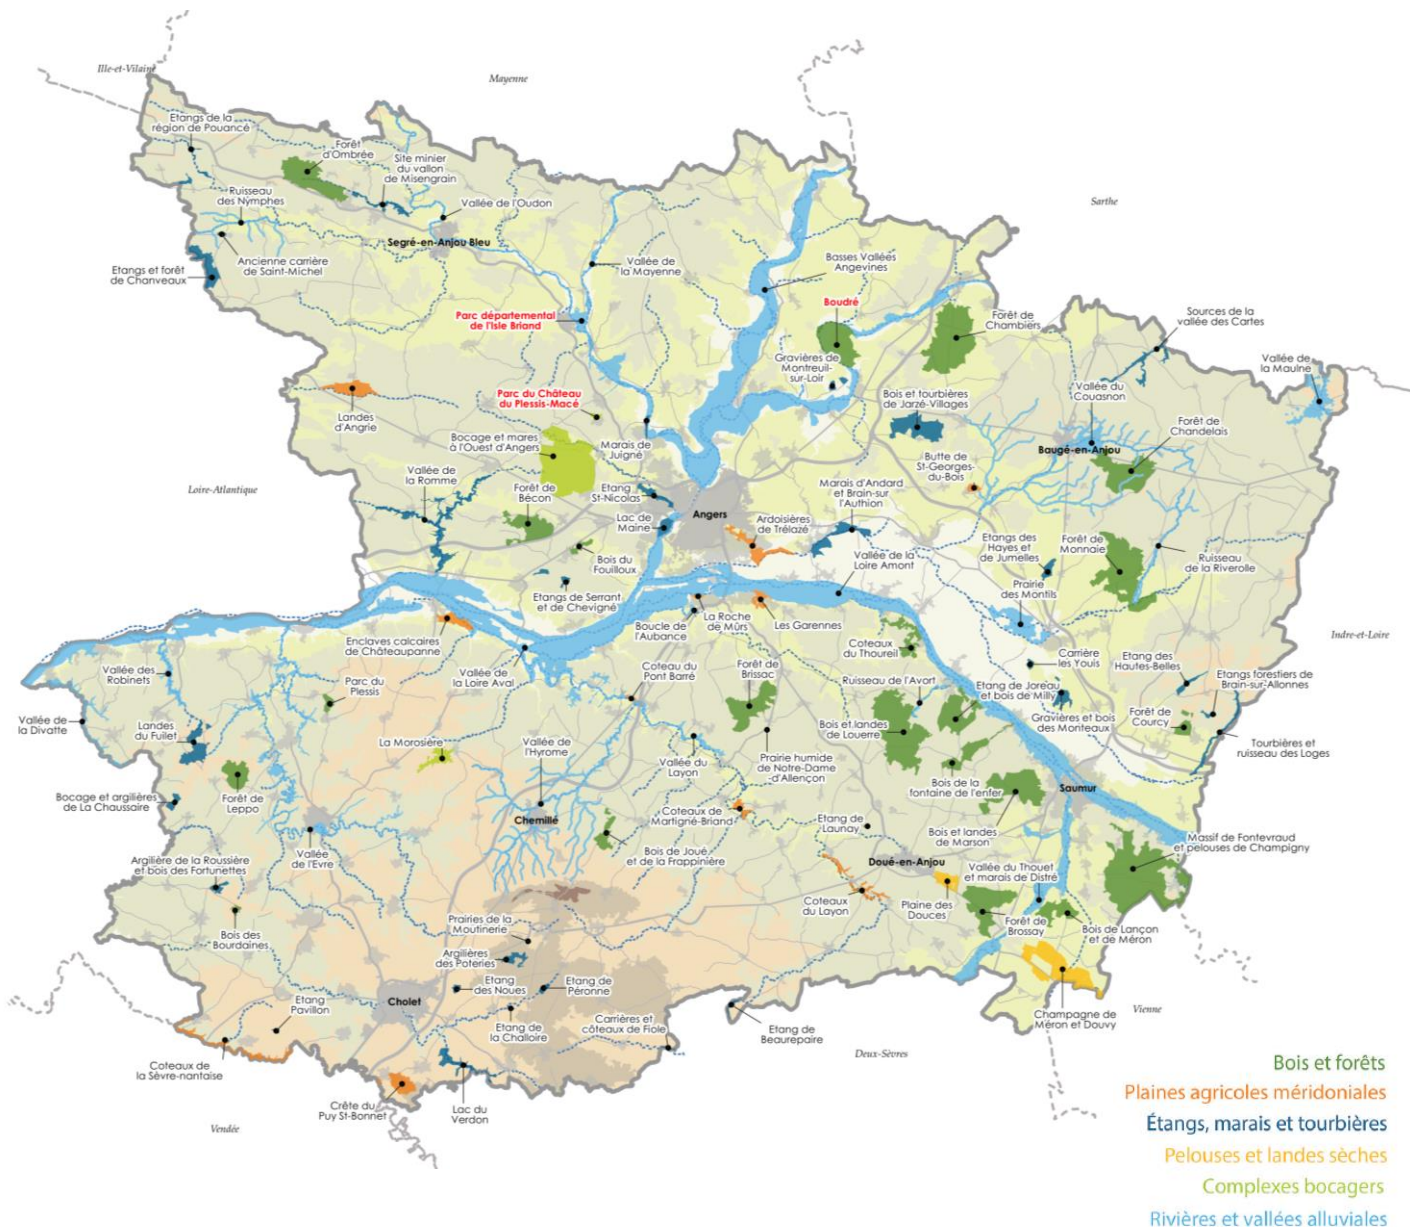 Ille-et-Vilaine
Mayenne
Etangs de la
région de Pouancé
Forêt
d'Ombrée
Site minier
du vallon
de Misengrain
Ruisseau
des Nymphes
Vallée de l'Oudon
Sarthe
Segré-en-Anjou Bleu
Ancienne carrière
de Saint-Michel
Etangs et forêt
de Chanveaux
Vallée de
la Mayenne
Basses Vallées
Angevines
Parc départemental
de l'Isle Briand
Boudré
Forêt de
Chambiers
Sources de la
vallée des Cartes
Gravières de
Montreuil-
sur-Loir
Vallée de
la Maulne
Landes
d'Angrie
Parc du Château
du Plessis-Macé
Bois et tourbières
de Jarzé-Villages
Vallée du
Couasnon
Forêt de
Chandelais
Bocage et mares
à l'Ouest d'Angers
Marais de
Juigné
Baugé-en-Anjou
Butte de
St-Georges-
du-Bois
Loire-Atlantique
Vallée de
la Romme
Forêt de
Bécon
Etang
St-Nicolas
Lac de
Maine
Angers
Ardoisières
de Trélazé
Marais d'Andard
et Brain-sur
l'Authion
Bois du
Fouilloux
Etangs de Serrant
et de Chevigné
Vallée de la
Loire Amont
Etangs des
Hayes et
de Jumelles
Forêt de
Monnaie
Ruisseau
de la Riverolle
Prairie
des Montils
Enclaves calcaires
de Châteaupanne
Boucle de
l'Aubance
La Roche
de Mûrs
Les Garennes
Coteaux
du Thoureil
Carrière
les Youis
Indre-et-Loire
Vallée des
Robinets
Vallée de
la Loire Aval
Coteau du
Pont Barré
Forêt de
Brissac
Ruisseau de l'Avort
Etang de Joreau
et bois de Milly
Etang des
Hautes-Belles
Etangs forestiers de
Brain-sur-Allonnes
Parc du
Plessis
Vallée de
la Divatte
Landes
du Fuilet
La Morosière
Vallée de
l'Hyrome
Vallée du
Layon
Prairie humide
de Notre-Dame
-d'Allençon
Bois et landes
de Louerre
Gravières et bois
des Monteaux
Forêt de
Courcy
Tourbières et
ruisseau des Loges
Bois de la
fontaine de l'enfer
Saumur
Bocage et argilières
de La Chaussaire
Forêt de
Leppo
Chemillé
Coteaux de
Martigné-Briand
Etang de
Launay
Bois et landes
de Marson
Massif de Fontevraud
et pelouses de Champigny
Vallée
de l'Evre
Bois de Joué
et de la Frappinière
Argilière de la Roussière
et bois des Fortunettes
Doué-en-Anjou
Vallée du Thouet
et marais de Distré
Coteaux
du Layon
Plaine des
Douces
Forêt de
Brossay
Bois de Lançon
et de Méron
Bois des
Bourdaines
Prairies de la
Moutinerie
Argilières
des Poteries
Etang
des Noues
Etang de
Péronne
Cholet
Etang
Pavillon
Etang de
la Challoire
Carrières et
côteaux de Fiole
Etang de
Beaurepaire
Champagne de
Méron et Douvy
Vienne
Deux-Sèvres
Coteaux de
la Sèvre-nantaise
Crête du
Puy St-Bonnet
Lac du
Verdon
Vendée
Bois et forêts
Plaines agricoles méridoniales
Étangs, marais et tourbières
Pelouses et landes sèches
Complexes bocagers
Rivières et vallées alluviales